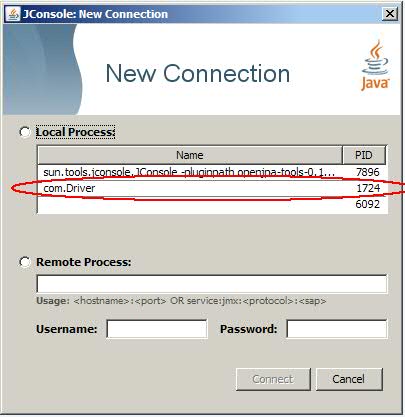 JConsole: New Connection
New Connection
Java
Local Process:
Name PID
sun.tools.jconsole.JConsole -pluginpath openjpa-tools-0.1... 7896
com.Driver 1724
6092
Remote Process:
Usage: <hostname>:<port> OR service:jmx:<protocol>:<sap>
Username: Password:
Connect Cancel